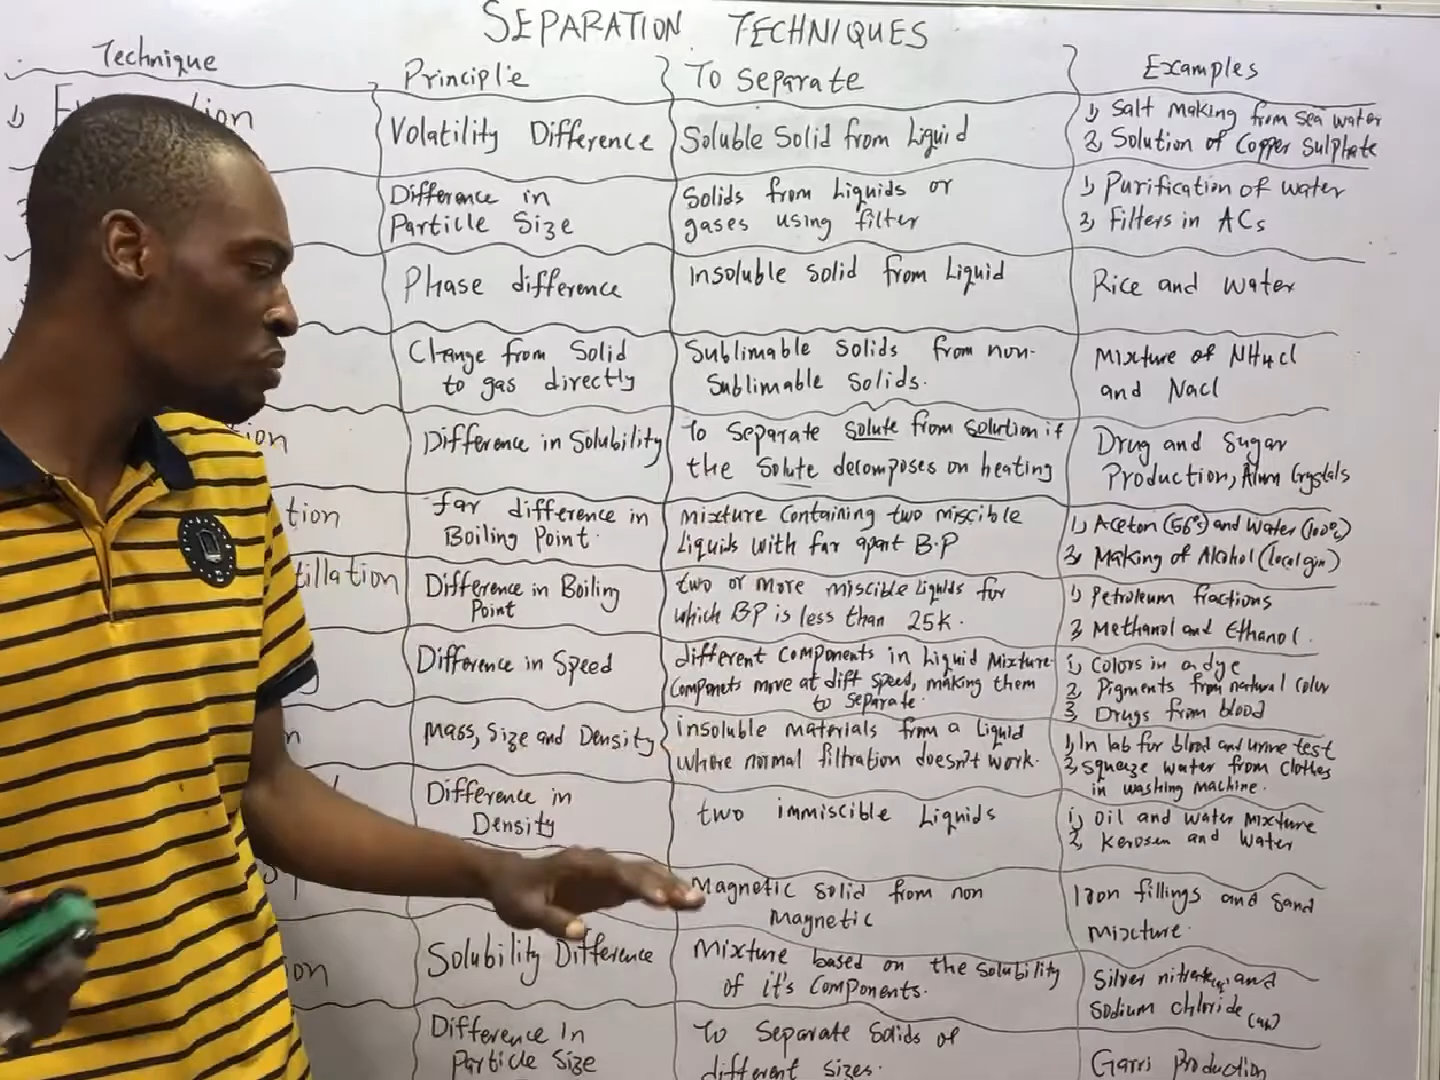 SEPARATION TECHNIQUES
Technique
Principle
To Separate
Examples
1)
Volatility Difference
Soluble Solid from Liquid
1) Salt making from sea water
2) Solution of Copper Sulphate
Difference in
Particle Size
Solids from Liquids or
gases using filter
1) Purification of water
2) Filters in ACs
Phase difference
Insoluble solid from Liquid
Rice and water
Change from Solid
to gas directly
Sublimable Solids from non-
Sublimable Solids.
Mixture of NH4Cl
and NaCl
Difference in Solubility
To Separate Solute from solution if
the Solute decomposes on heating
Drug and Sugar
Production, Alum Crystals
far difference in
Boiling Point.
Mixture Containing two miscible
Liquids with far apart B.P
1) Aceton (56°c) and Water (100°c)
2) Making of Alkohol (local gin)
Difference in Boiling
Point
two or more miscible liquids for
which BP is less than 25K.
1) Petroleum fractions
2 Methanol and Ethanol.
Difference in Speed
different Components in Liquid Mixture
Componets move at diff speed, making them
to separate.
1) Colors in a dye
2, Pigments from natural color
3, Drugs from blood
Mass, Size and Density
insoluble materials from a liquid
where normal filtration doesn't work.
1) In lab for blood and urine test
2, Squeeze water from clothes
in washing machine.
Difference in
Density
two immiscible Liquids
1) Oil and water mixture
2, Kerosen and Water
Magnetic Solid from non
Magnetic
Iron fillings and Sand
Mixture.
Solubility Difference
Mixture based on the Solubility
of it's Components.
Silver nitrate and
Sodium Chloride
Difference In
Particle Size
To Separate Solids of
different Sizes.
Garri Production